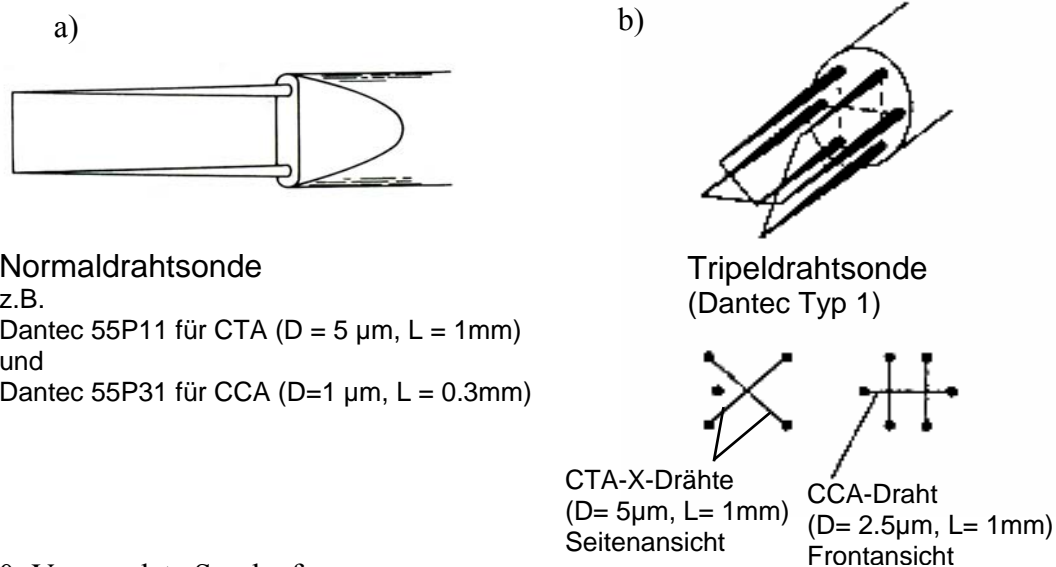 a)
b)
Normaldrahtsonde
z.B.
Dantec 55P11 für CTA (D = 5 µm, L = 1mm)
und
Dantec 55P31 für CCA (D=1 µm, L = 0.3mm)
Tripeldrahtsonde
(Dantec Typ 1)
CTA-X-Drähte
(D= 5µm, L= 1mm)
Seitenansicht
CCA-Draht
(D= 2.5µm, L= 1mm)
Frontansicht